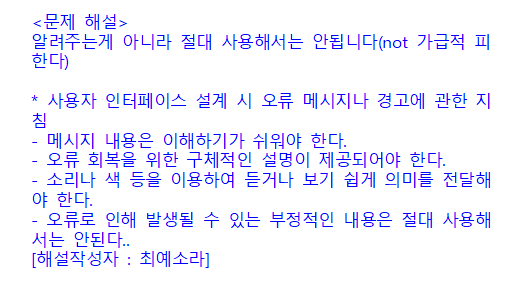 <문제 해설>
알려주는게 아니라 절대 사용해서는 안됩니다(not 가급적 피
한다)
* 사용자 인터페이스 설계 시 오류 메시지나 경고에 관한 지
침
- 메시지 내용은 이해하기가 쉬워야 한다.
- 오류 회복을 위한 구체적인 설명이 제공되어야 한다.
- 소리나 색 등을 이용하여 듣거나 보기 쉽게 의미를 전달해
야 한다.
- 오류로 인해 발생될 수 있는 부정적인 내용은 절대 사용해
서는 안된다..
[해설작성자 : 최예소라]